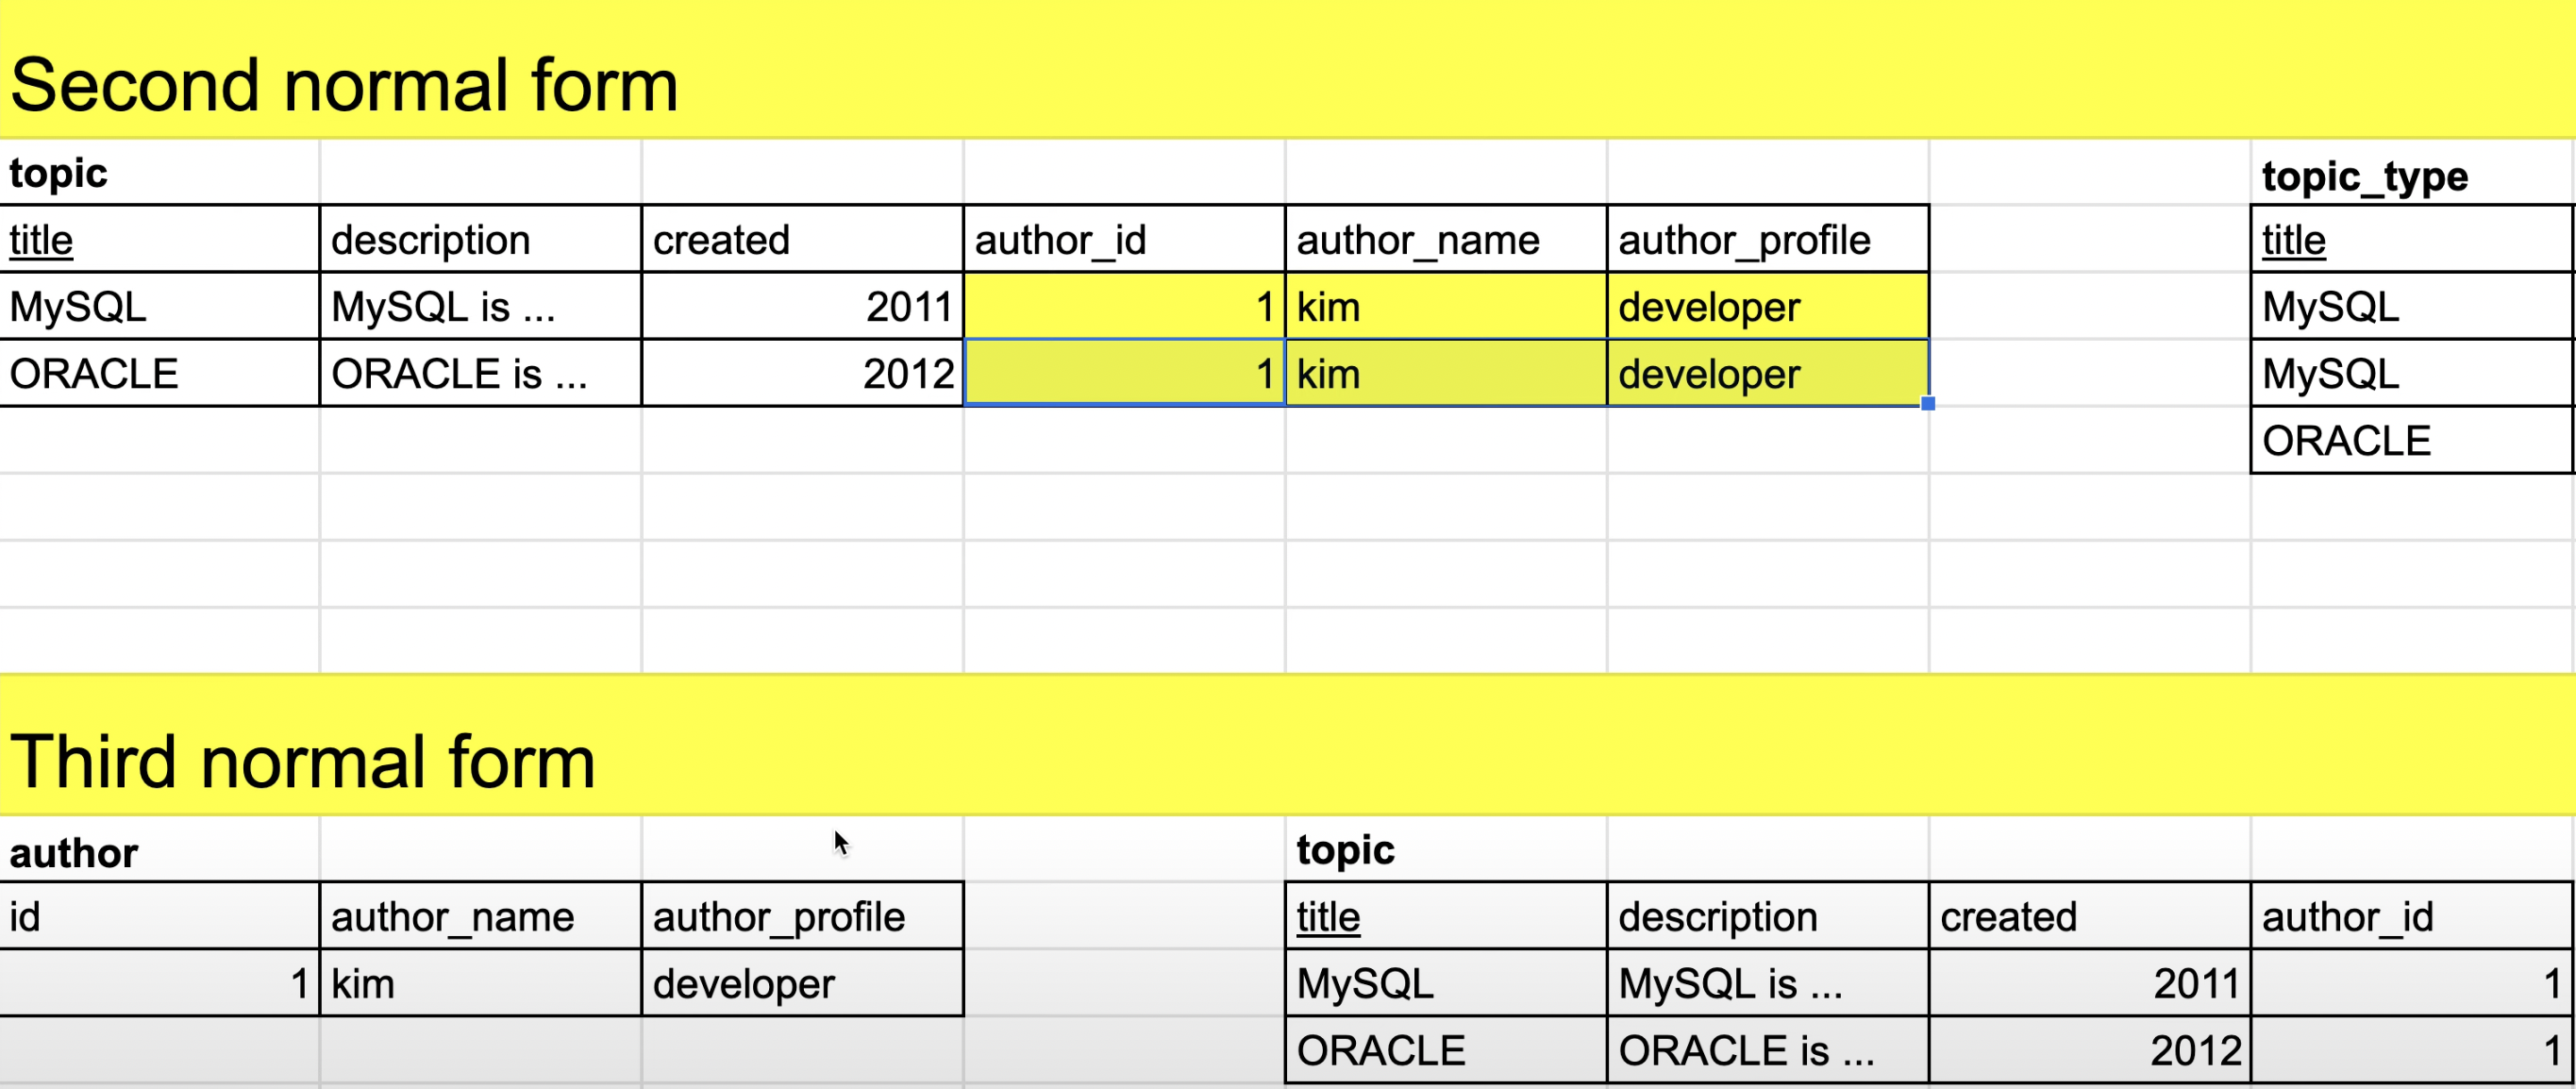 Second normal form
topic topic_type
title description created author_id author_name author_profile title
MySQL MySQL is ... 2011 1 kim developer MySQL
ORACLE ORACLE is ... 2012 1 kim developer MySQL
ORACLE
Third normal form
author topic
id author_name author_profile title description created author_id
1 kim developer MySQL MySQL is ... 2011 1
ORACLE ORACLE is ... 2012 1